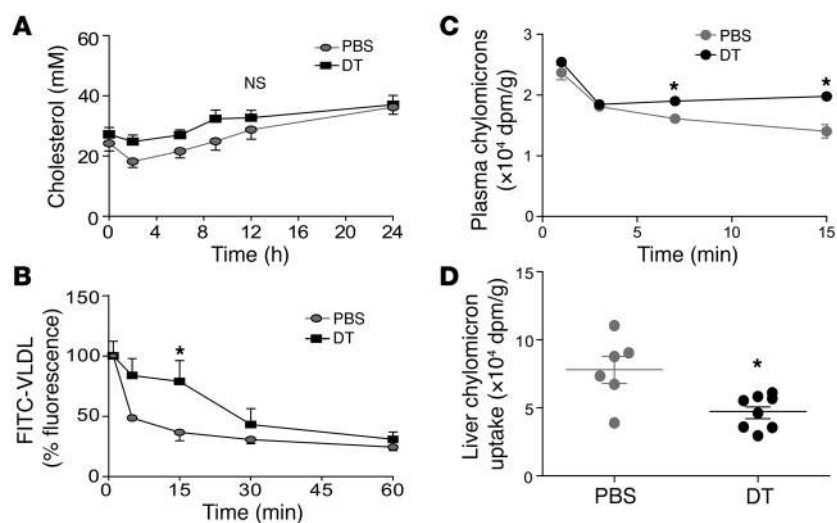 A
Cholesterol (mM)
60
40
20
0
PBS
DT
NS
0 4 8 12 16 20 24
Time (h)
B
FITC-VLDL
(% fluorescence)
150
100
50
0
PBS
DT
*
0 15 30 45 60
Time (min)
C
Plasma chylomicrons
(×10⁴ dpm/g)
3
2
1
0
PBS
DT
* *
5 10 15
Time (min)
D
Liver chylomicron
uptake (×10⁴ dpm/g)
15
10
5
0
*
PBS DT